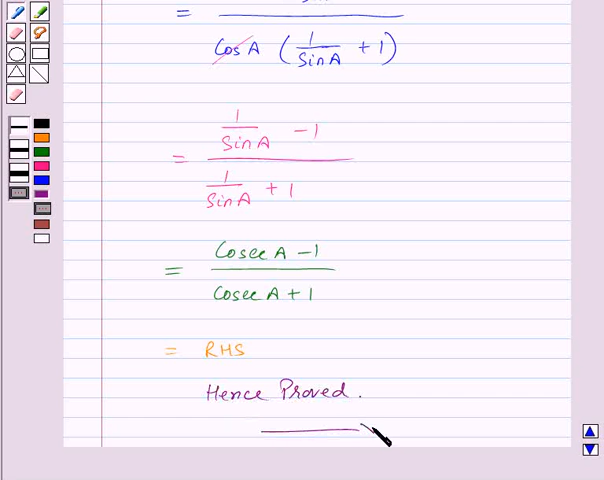 =
Cos A ( 1/Sin A + 1 )
= (1/Sin A - 1) / (1/Sin A + 1)
= (Cosec A - 1) / (Cosec A + 1)
= RHS
Hence Proved.